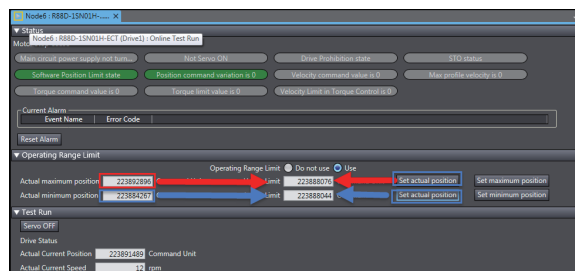 Node6 : R88D-1SN01H-...... ×
Status
Node6 : R88D-1SN01H-ECT (Drive1) : Online Test Run
Main circuit power supply not turn...
Not Servo ON
Drive Prohibition state
STO status
Software Position Limit state
Position command variation is 0
Velocity command value is 0
Max profile velocity is 0
Torque command value is 0
Torque limit value is 0
Velocity Limit in Torque Control is 0
Current Alarm
Event Name
Error Code
Reset Alarm
Operating Range Limit
Operating Range Limit Do not use Use
Actual maximum position 223892896 Limit 223888076 Set actual position Set maximum position
Actual minimum position 223884267 Limit 223888044 Set actual position Set minimum position
Test Run
Servo OFF
Drive Status
Actual Current Position 223891489 Command Unit
Actual Current Speed 12 rpm